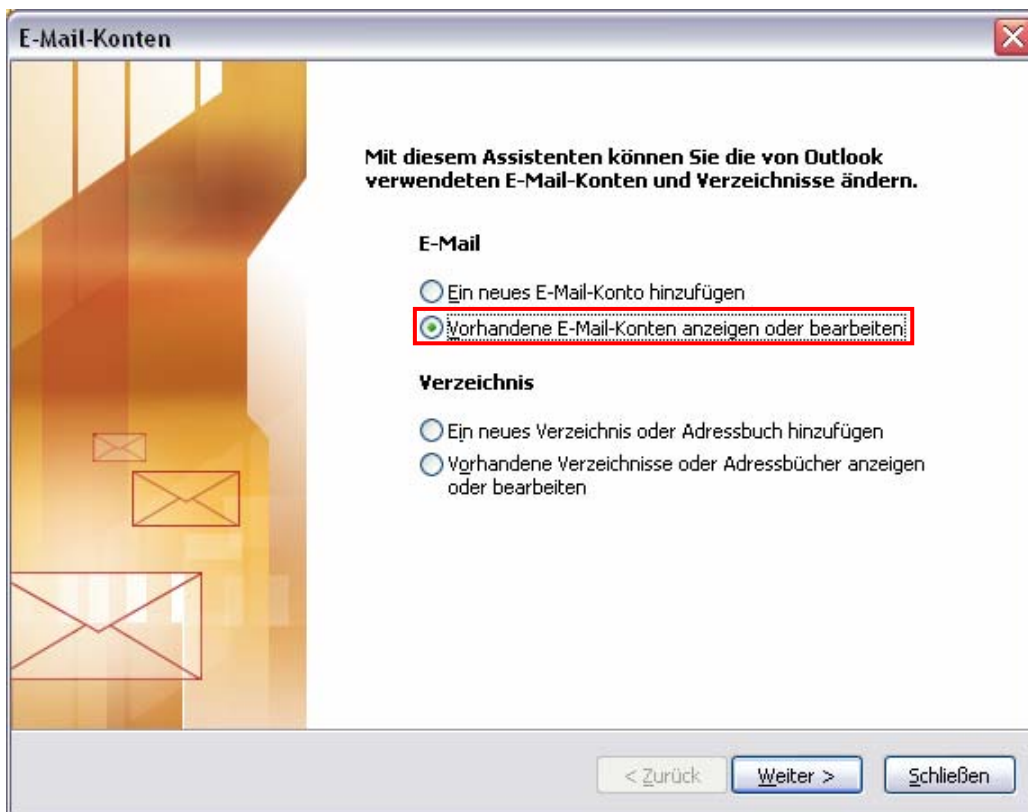 E-Mail-Konten
Mit diesem Assistenten können Sie die von Outlook
verwendeten E-Mail-Konten und Verzeichnisse ändern.
E-Mail
Ein neues E-Mail-Konto hinzufügen
Vorhandene E-Mail-Konten anzeigen oder bearbeiten
Verzeichnis
Ein neues Verzeichnis oder Adressbuch hinzufügen
Vorhandene Verzeichnisse oder Adressbücher anzeigen
oder bearbeiten
< Zurück
Weiter >
Schließen